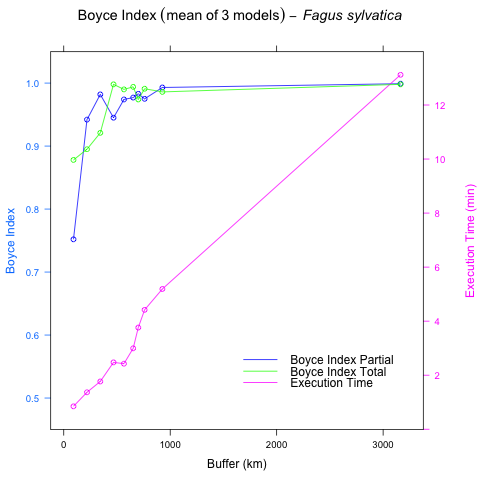 Boyce Index (mean of 3 models) – Fagus sylvatica
1.0
0.9
0.8
0.7
0.6
0.5
Boyce Index
12
10
8
6
4
2
Execution Time (min)
Boyce Index Partial
Boyce Index Total
Execution Time
0 1000 2000 3000
Buffer (km)